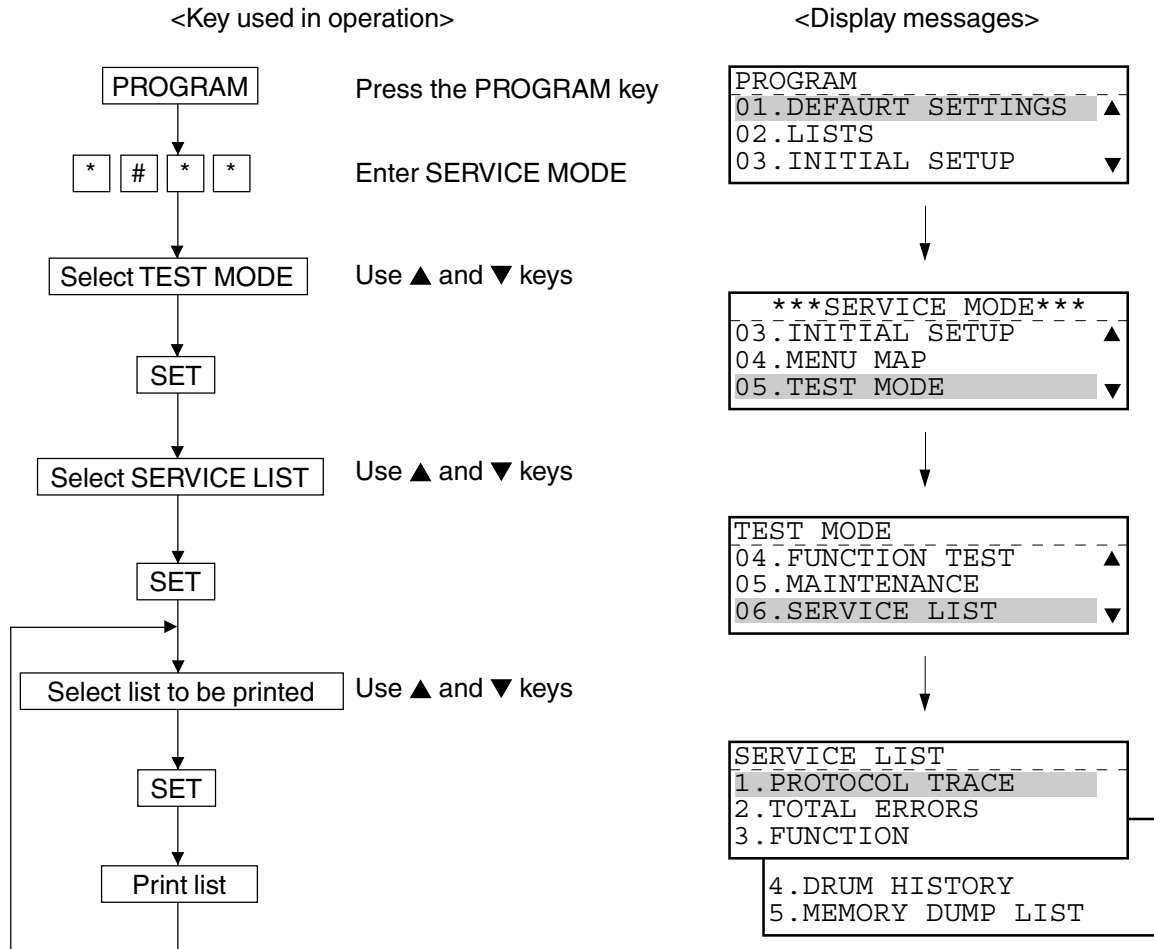 <Key used in operation>
<Display messages>
PROGRAM
Press the PROGRAM key
* # * *
Enter SERVICE MODE
Select TEST MODE
Use ▲ and ▼ keys
SET
Select SERVICE LIST
Use ▲ and ▼ keys
SET
Select list to be printed
Use ▲ and ▼ keys
SET
Print list
PROGRAM
01.DEFAURT SETTINGS ▲
02.LISTS
03.INITIAL SETUP ▼
***SERVICE MODE***
03.INITIAL SETUP ▲
04.MENU MAP
05.TEST MODE ▼
TEST MODE
04.FUNCTION TEST ▲
05.MAINTENANCE
06.SERVICE LIST ▼
SERVICE LIST
1.PROTOCOL TRACE
2.TOTAL ERRORS
3.FUNCTION
4.DRUM HISTORY
5.MEMORY DUMP LIST